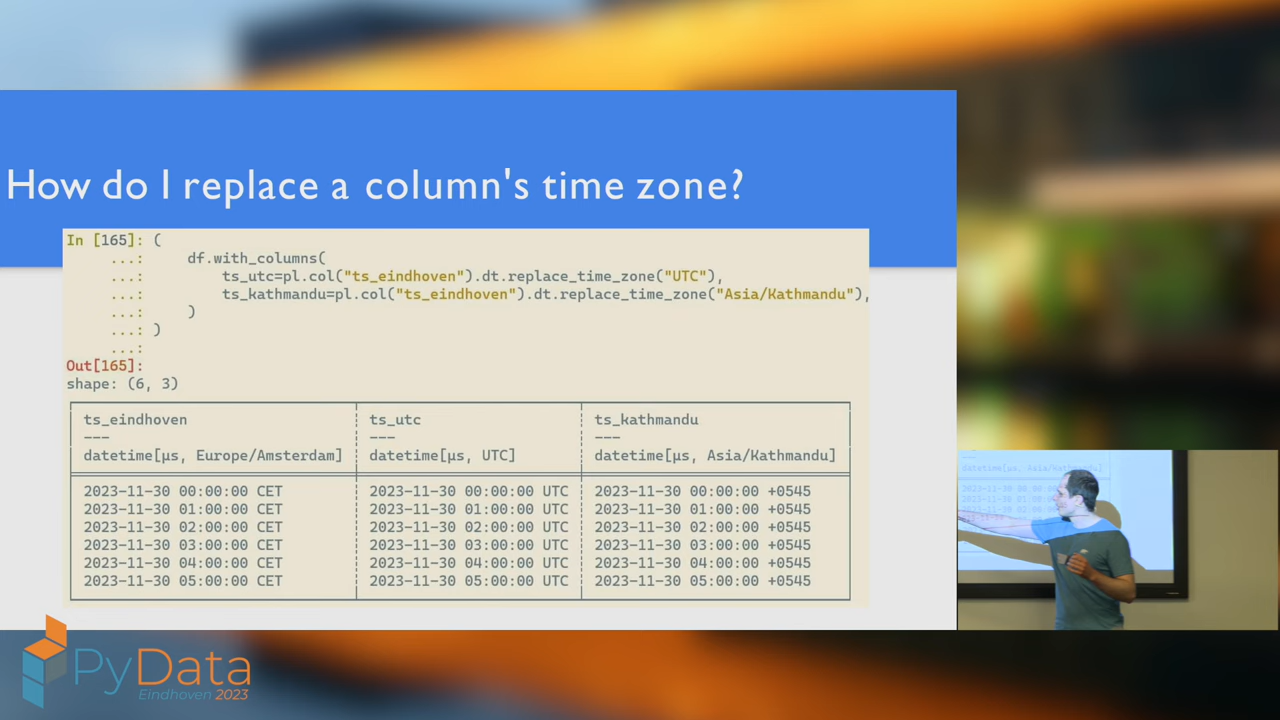 How do I replace a column's time zone?
In [165]: (
...: df.with_columns(
...: ts_utc=pl.col("ts_eindhoven").dt.replace_time_zone("UTC"),
...: ts_kathmandu=pl.col("ts_eindhoven").dt.replace_time_zone("Asia/Kathmandu"),
...: )
...: )
...:
Out[165]:
shape: (6, 3)
ts_eindhoven ts_utc ts_kathmandu
--- --- ---
datetime[μs, Europe/Amsterdam] datetime[μs, UTC] datetime[μs, Asia/Kathmandu]
2023-11-30 00:00:00 CET 2023-11-30 00:00:00 UTC 2023-11-30 00:00:00 +0545
2023-11-30 01:00:00 CET 2023-11-30 01:00:00 UTC 2023-11-30 01:00:00 +0545
2023-11-30 02:00:00 CET 2023-11-30 02:00:00 UTC 2023-11-30 02:00:00 +0545
2023-11-30 03:00:00 CET 2023-11-30 03:00:00 UTC 2023-11-30 03:00:00 +0545
2023-11-30 04:00:00 CET 2023-11-30 04:00:00 UTC 2023-11-30 04:00:00 +0545
2023-11-30 05:00:00 CET 2023-11-30 05:00:00 UTC 2023-11-30 05:00:00 +0545
datetime[μs, Asia/Kathmandu]
PyData
Eindhoven 2023